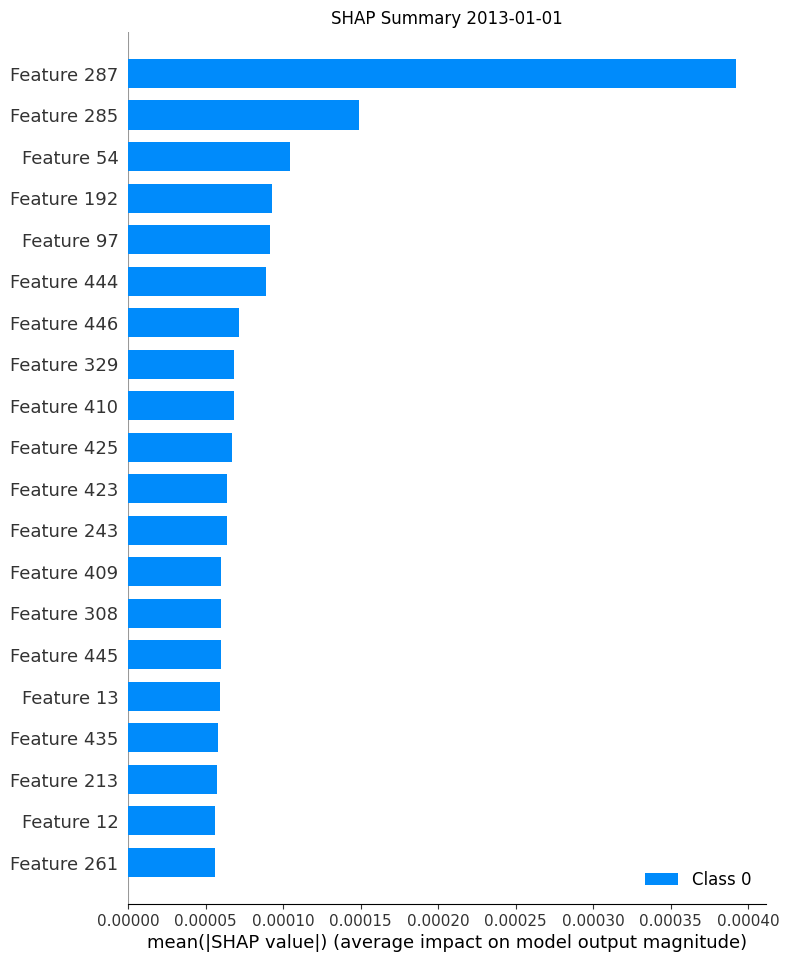 SHAP Summary 2013-01-01
Feature 287
Feature 285
Feature 54
Feature 192
Feature 97
Feature 444
Feature 446
Feature 329
Feature 410
Feature 425
Feature 423
Feature 243
Feature 409
Feature 308
Feature 445
Feature 13
Feature 435
Feature 213
Feature 12
Feature 261
Class 0
0.00000 0.00005 0.00010 0.00015 0.00020 0.00025 0.00030 0.00035 0.00040
mean(|SHAP value|) (average impact on model output magnitude)